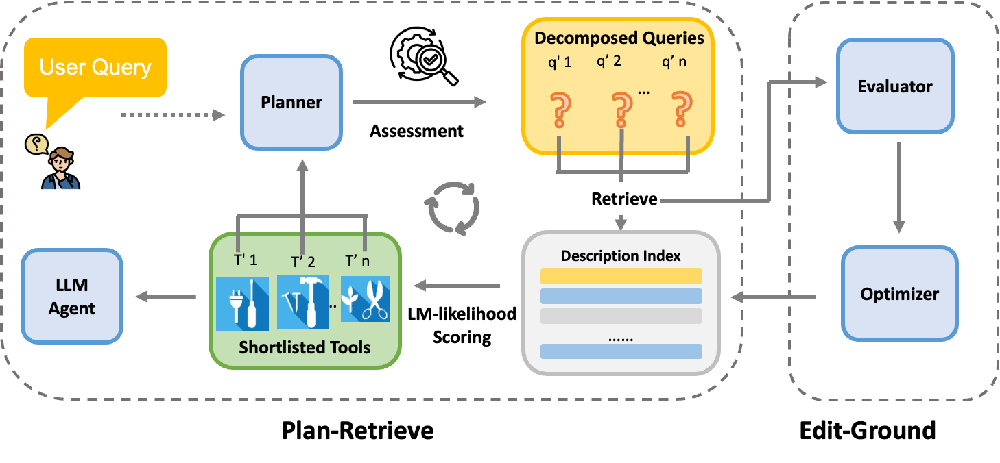 User Query
Planner
Assessment
Decomposed Queries
q' 1
q’ 2
q’ n
...
Retrieve
Evaluator
Optimizer
Description Index
......
LM-likelihood
Scoring
T' 1
T’ 2
T’ n
..
Shortlisted Tools
LLM
Agent
Plan-Retrieve
Edit-Ground